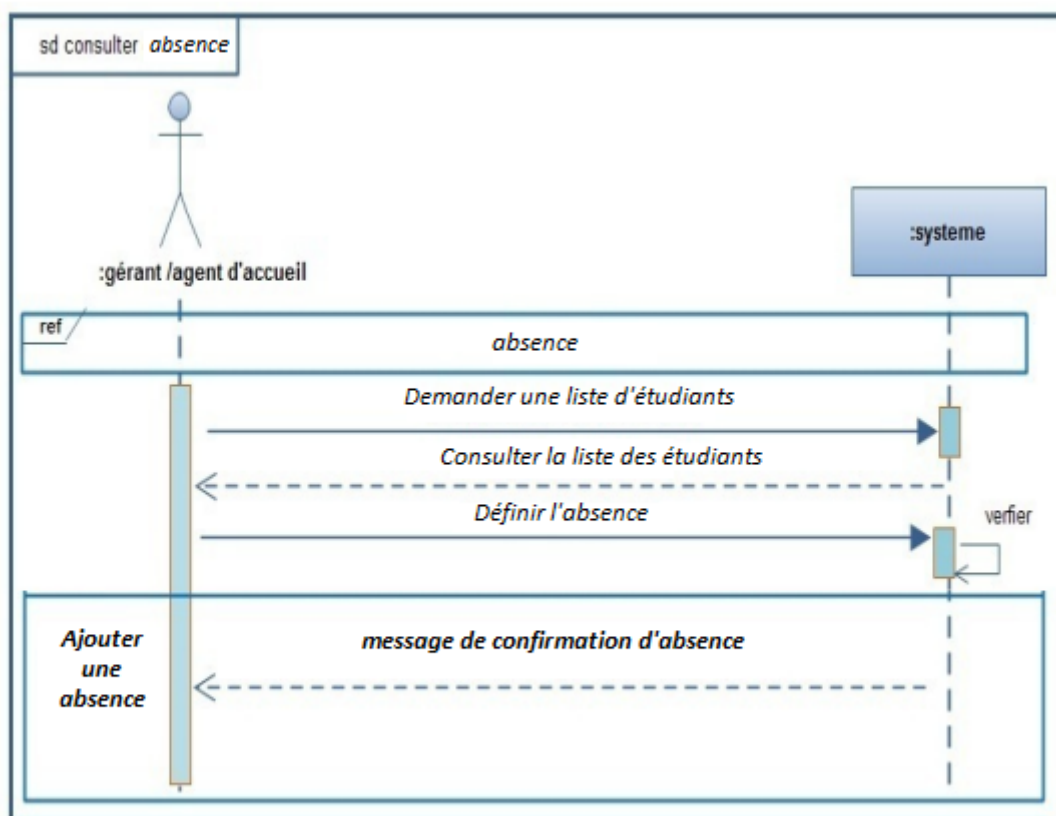 sd consulter absence
:systeme
:gérant /agent d'accueil
ref
absence
Demander une liste d'étudiants
Consulter la liste des étudiants
Définir l'absence
verfier
Ajouter
une
absence
message de confirmation d'absence